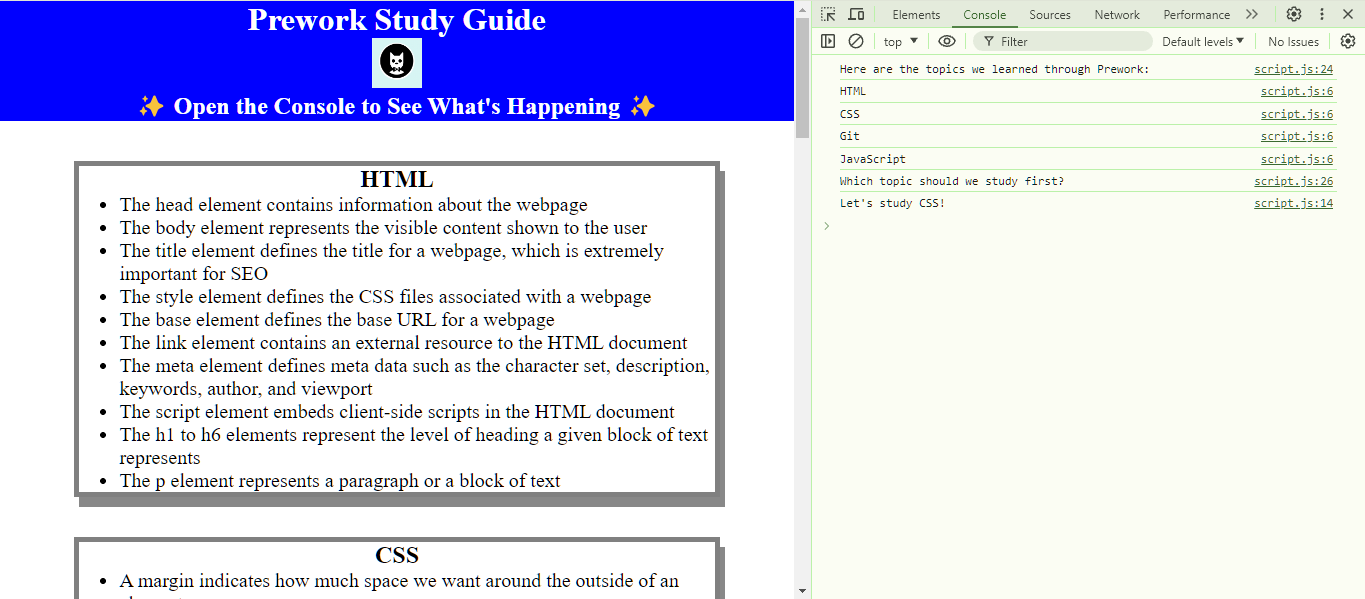 Prework Study Guide
✨ Open the Console to See What's Happening ✨
HTML
• The head element contains information about the webpage
• The body element represents the visible content shown to the user
• The title element defines the title for a webpage, which is extremely
important for SEO
• The style element defines the CSS files associated with a webpage
• The base element defines the base URL for a webpage
• The link element contains an external resource to the HTML document
• The meta element defines meta data such as the character set, description,
keywords, author, and viewport
• The script element embeds client-side scripts in the HTML document
• The h1 to h6 elements represent the level of heading a given block of text
represents
• The p element represents a paragraph or a block of text
CSS
• A margin indicates how much space we want around the outside of an
Elements Console Sources Network Performance
top Filter Default levels No Issues
Here are the topics we learned through Prework: script.js:24
HTML script.js:6
CSS script.js:6
Git script.js:6
JavaScript script.js:6
Which topic should we study first? script.js:26
Let's study CSS! script.js:14